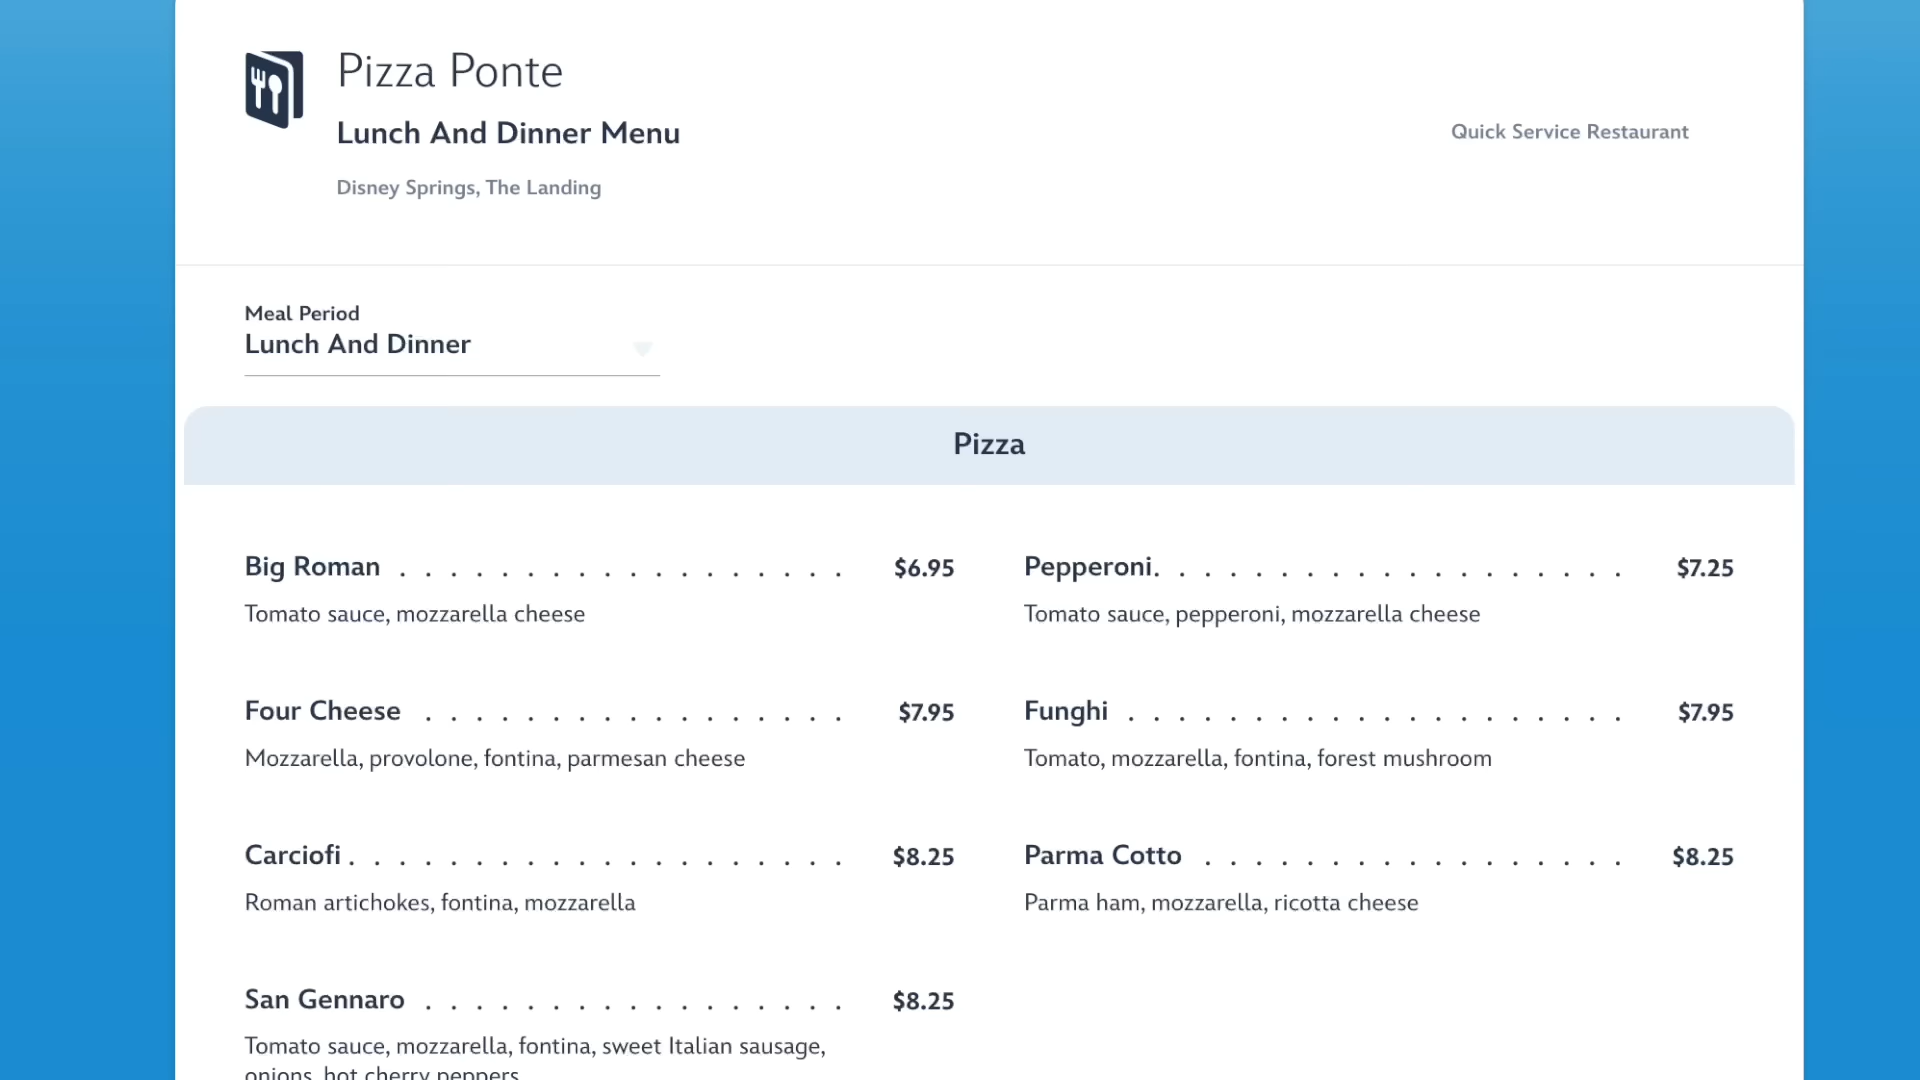 Pizza Ponte
Lunch And Dinner Menu
Quick Service Restaurant
Disney Springs, The Landing
Meal Period
Lunch And Dinner
Pizza
Big Roman . . . . . . . . . . . . . . . . . . $6.95
Tomato sauce, mozzarella cheese
Pepperoni. . . . . . . . . . . . . . . . . . . $7.25
Tomato sauce, pepperoni, mozzarella cheese
Four Cheese . . . . . . . . . . . . . . . . . $7.95
Mozzarella, provolone, fontina, parmesan cheese
Funghi . . . . . . . . . . . . . . . . . . . . $7.95
Tomato, mozzarella, fontina, forest mushroom
Carciofi . . . . . . . . . . . . . . . . . . . . $8.25
Roman artichokes, fontina, mozzarella
Parma Cotto . . . . . . . . . . . . . . . . . $8.25
Parma ham, mozzarella, ricotta cheese
San Gennaro . . . . . . . . . . . . . . . . . $8.25
Tomato sauce, mozzarella, fontina, sweet Italian sausage,
onions, hot cherry peppers